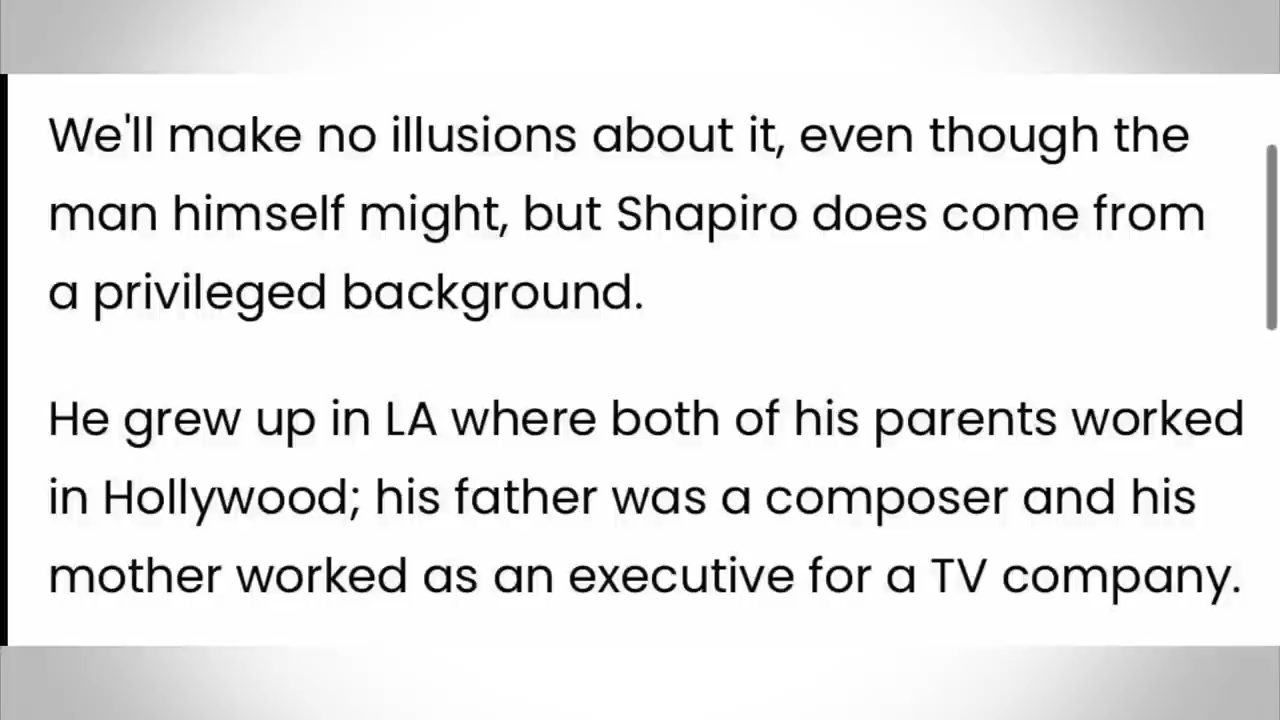 We'll make no illusions about it, even though the
man himself might, but Shapiro does come from
a privileged background.
He grew up in LA where both of his parents worked
in Hollywood; his father was a composer and his
mother worked as an executive for a TV company.